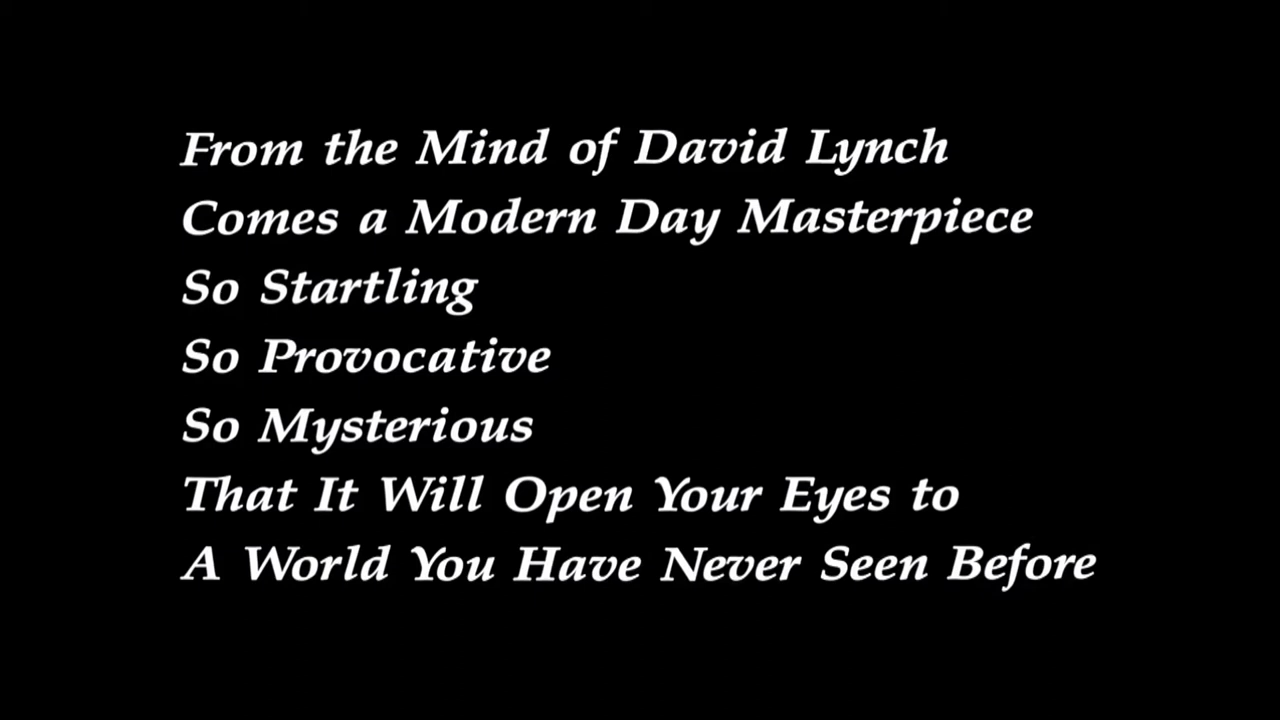 From the Mind of David Lynch
Comes a Modern Day Masterpiece
So Startling
So Provocative
So Mysterious
That It Will Open Your Eyes to
A World You Have Never Seen Before